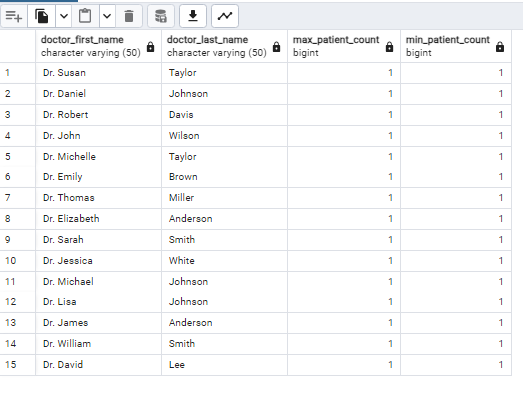 doctor_first_name doctor_last_name max_patient_count min_patient_count
character varying (50) character varying (50) bigint bigint
1 Dr. Susan Taylor 1 1
2 Dr. Daniel Johnson 1 1
3 Dr. Robert Davis 1 1
4 Dr. John Wilson 1 1
5 Dr. Michelle Taylor 1 1
6 Dr. Emily Brown 1 1
7 Dr. Thomas Miller 1 1
8 Dr. Elizabeth Anderson 1 1
9 Dr. Sarah Smith 1 1
10 Dr. Jessica White 1 1
11 Dr. Michael Johnson 1 1
12 Dr. Lisa Johnson 1 1
13 Dr. James Anderson 1 1
14 Dr. William Smith 1 1
15 Dr. David Lee 1 1